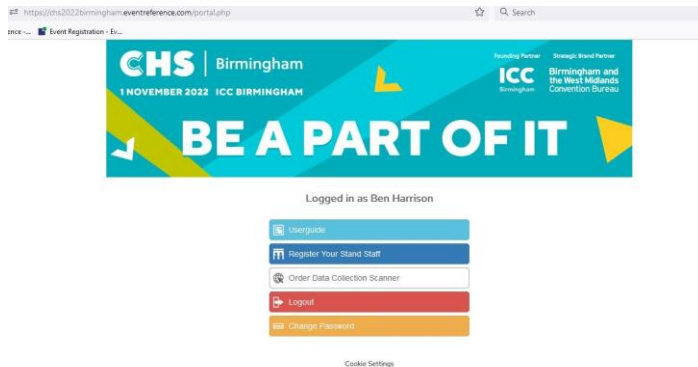 https://chs2022birmingham.eventreference.com/portal.php
Search
ence -... Event Registration - Ev...
CHS | Birmingham
1 NOVEMBER 2022 ICC BIRMINGHAM
Founding Partner
ICC
Birmingham
Strategic Brand Partner
Birmingham and
the West Midlands
Convention Bureau
BE A PART OF IT
Logged in as Ben Harrison
Userguide
Register Your Stand Staff
Order Data Collection Scanner
Logout
Change Password
Cookie Settings